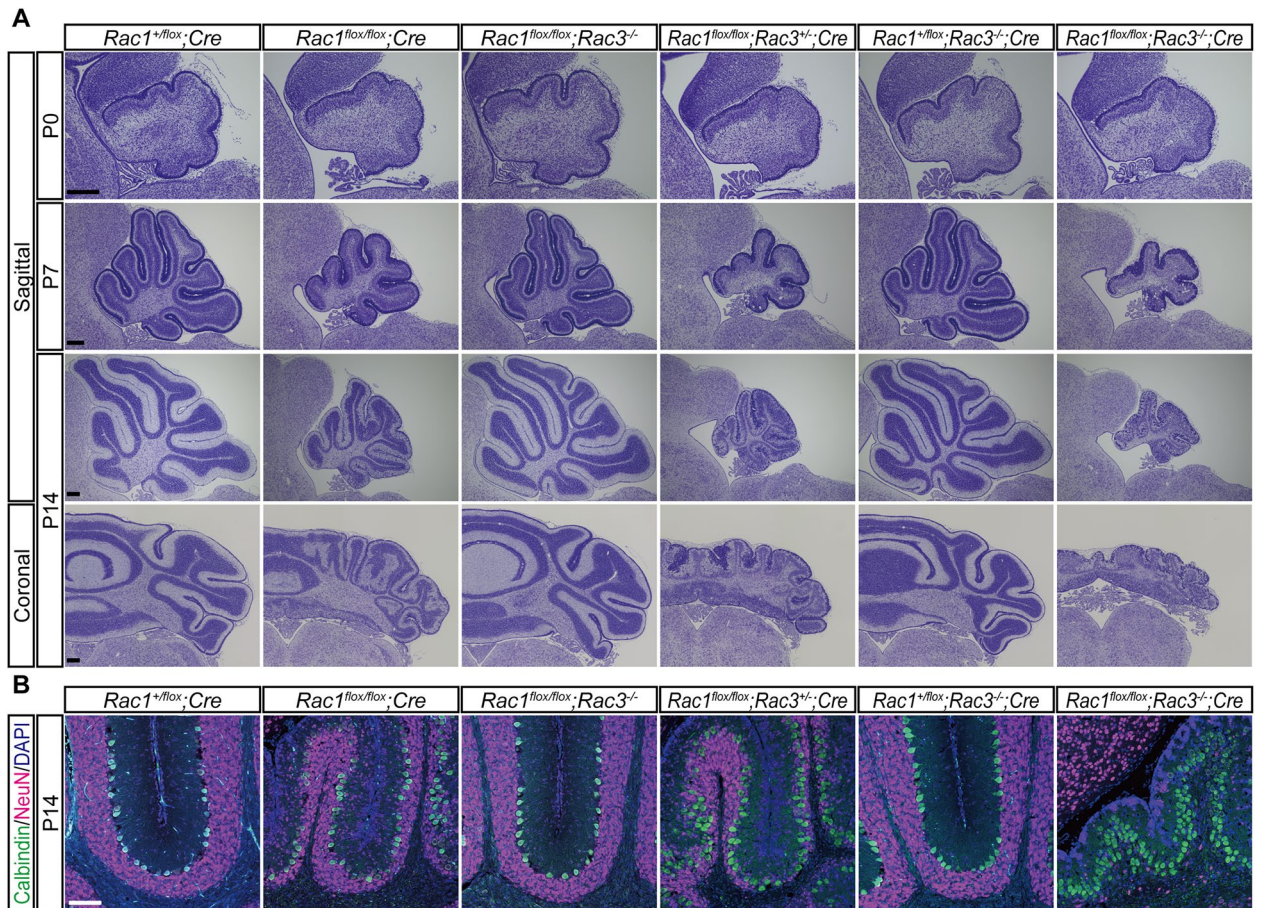 A
Rac1+/flox;Cre
Rac1flox/flox;Cre
Rac1flox/flox;Rac3-/-
Rac1flox/flox;Rac3+/-;Cre
Rac1+/flox;Rac3-/-;Cre
Rac1flox/flox;Rac3-/-;Cre
Sagittal
P0
P7
P14
Coronal
B
Rac1+/flox;Cre
Rac1flox/flox;Cre
Rac1flox/flox;Rac3-/-
Rac1flox/flox;Rac3+/-;Cre
Rac1+/flox;Rac3-/-;Cre
Rac1flox/flox;Rac3-/-;Cre
Calbindin/NeuN/DAPI
P14